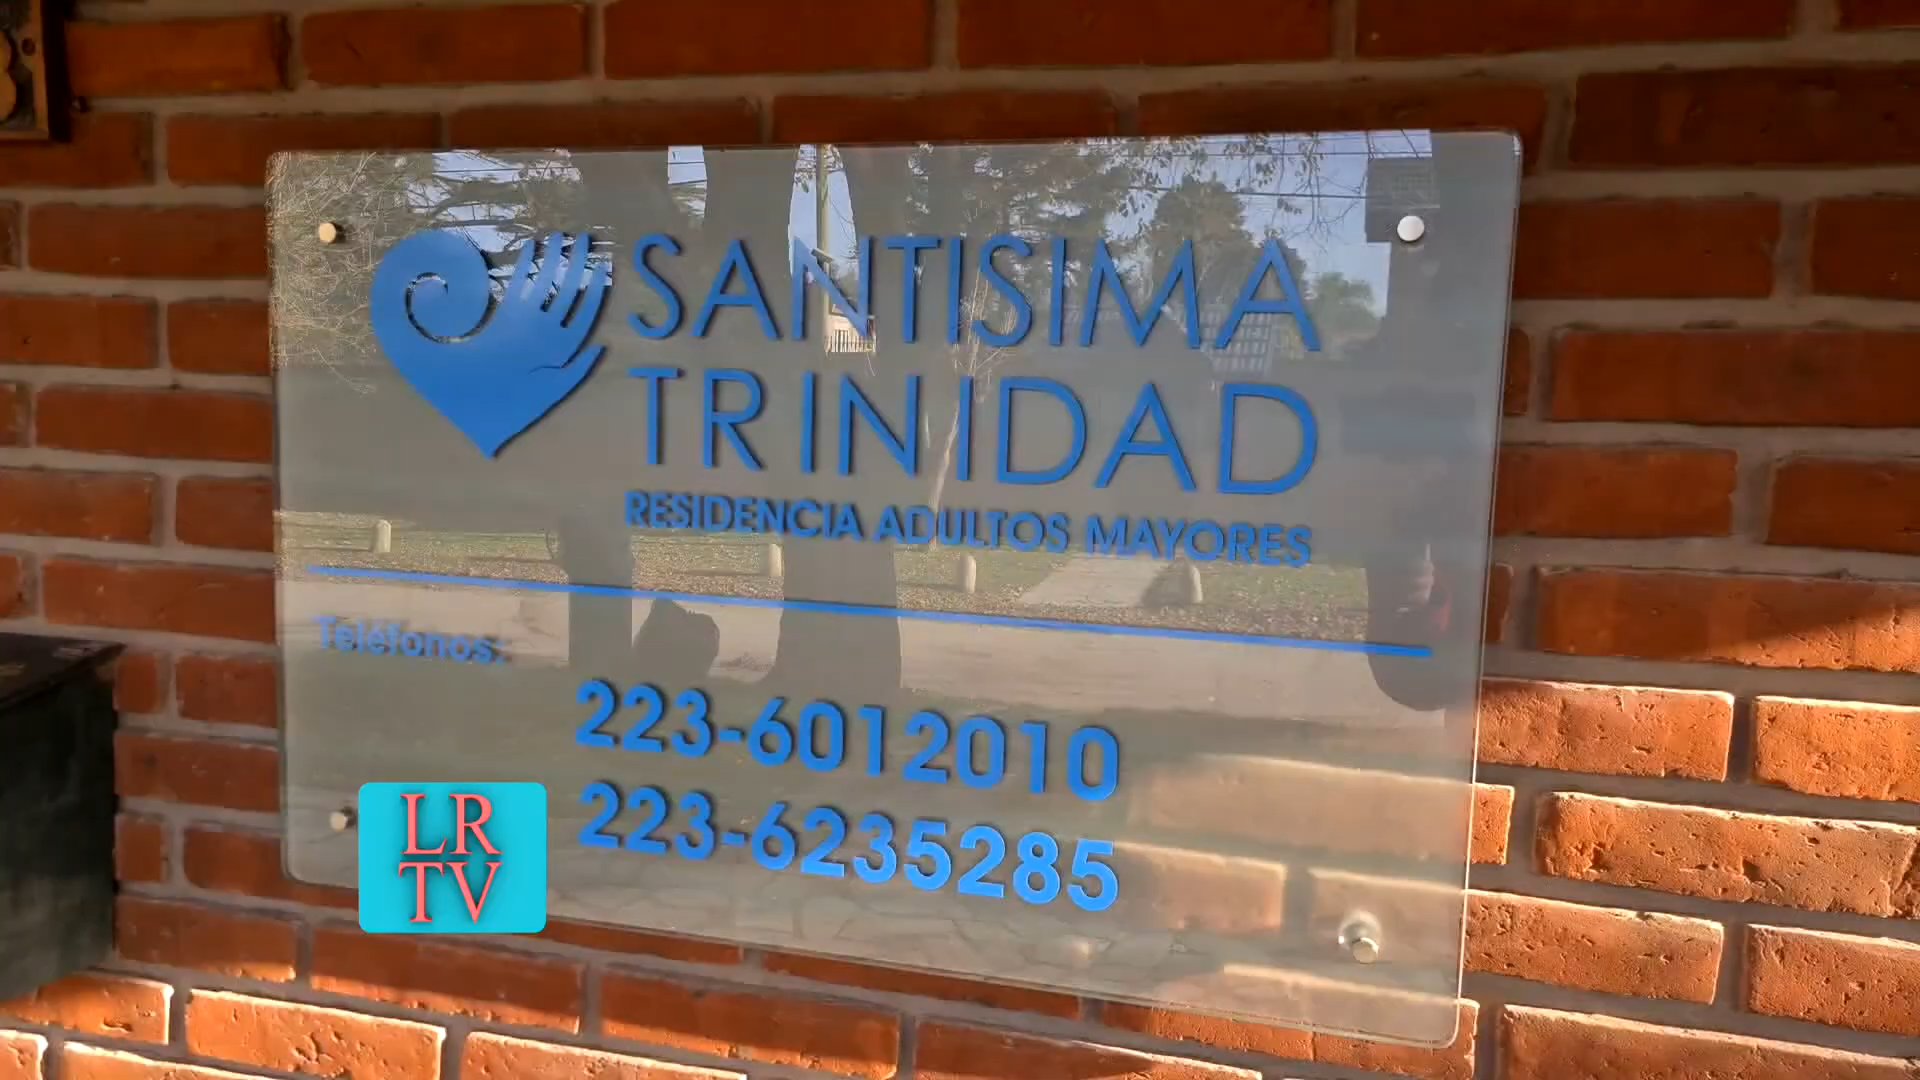 SANTISIMA
TRINIDAD
RESIDENCIA ADULTOS MAYORES
Teléfonos:
223-6012010
223-6235285
LR
TV